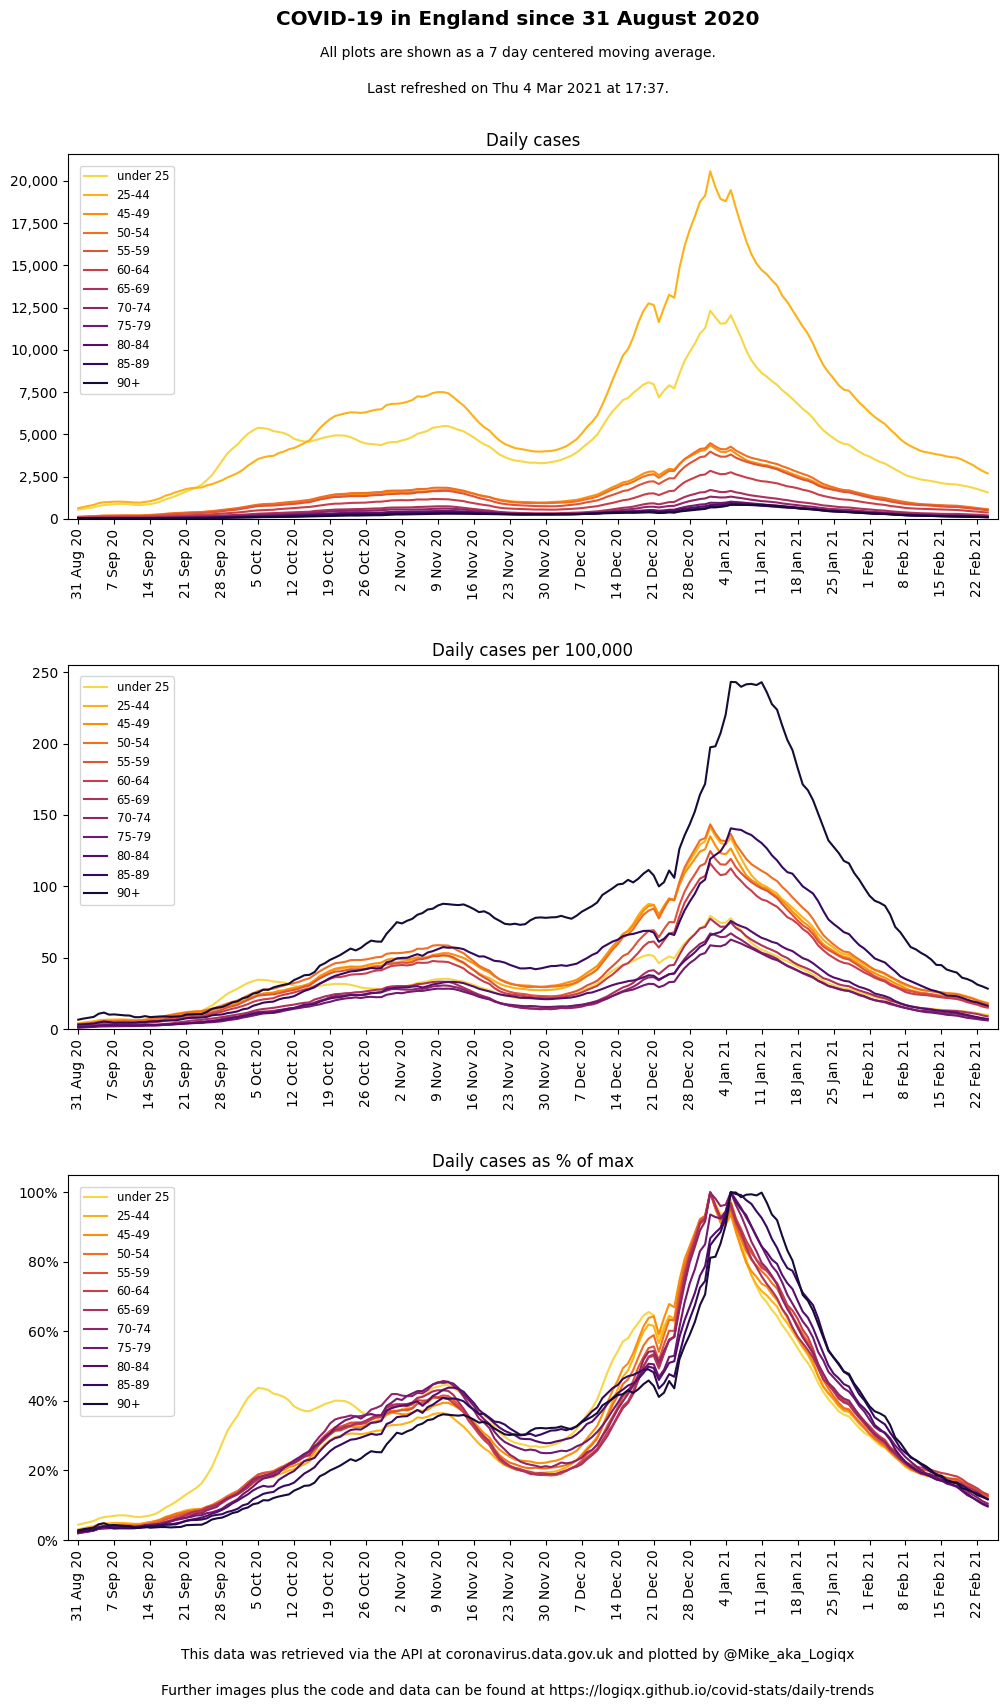 COVID-19 in England since 31 August 2020
All plots are shown as a 7 day centered moving average.
Last refreshed on Thu 4 Mar 2021 at 17:37.
Daily cases
20,000
17,500
15,000
12,500
10,000
7,500
5,000
2,500
0
under 25
25-44
45-49
50-54
55-59
60-64
65-69
70-74
75-79
80-84
85-89
90+
31 Aug 20
7 Sep 20
14 Sep 20
21 Sep 20
28 Sep 20
5 Oct 20
12 Oct 20
19 Oct 20
26 Oct 20
2 Nov 20
9 Nov 20
16 Nov 20
23 Nov 20
30 Nov 20
7 Dec 20
14 Dec 20
21 Dec 20
28 Dec 20
4 Jan 21
11 Jan 21
18 Jan 21
25 Jan 21
1 Feb 21
8 Feb 21
15 Feb 21
22 Feb 21
Daily cases per 100,000
250
200
150
100
50
0
under 25
25-44
45-49
50-54
55-59
60-64
65-69
70-74
75-79
80-84
85-89
90+
31 Aug 20
7 Sep 20
14 Sep 20
21 Sep 20
28 Sep 20
5 Oct 20
12 Oct 20
19 Oct 20
26 Oct 20
2 Nov 20
9 Nov 20
16 Nov 20
23 Nov 20
30 Nov 20
7 Dec 20
14 Dec 20
21 Dec 20
28 Dec 20
4 Jan 21
11 Jan 21
18 Jan 21
25 Jan 21
1 Feb 21
8 Feb 21
15 Feb 21
22 Feb 21
Daily cases as % of max
100%
80%
60%
40%
20%
0%
under 25
25-44
45-49
50-54
55-59
60-64
65-69
70-74
75-79
80-84
85-89
90+
31 Aug 20
7 Sep 20
14 Sep 20
21 Sep 20
28 Sep 20
5 Oct 20
12 Oct 20
19 Oct 20
26 Oct 20
2 Nov 20
9 Nov 20
16 Nov 20
23 Nov 20
30 Nov 20
7 Dec 20
14 Dec 20
21 Dec 20
28 Dec 20
4 Jan 21
11 Jan 21
18 Jan 21
25 Jan 21
1 Feb 21
8 Feb 21
15 Feb 21
22 Feb 21
This data was retrieved via the API at coronavirus.data.gov.uk and plotted by @Mike_aka_Logiqx
Further images plus the code and data can be found at https://logiqx.github.io/covid-stats/daily-trends